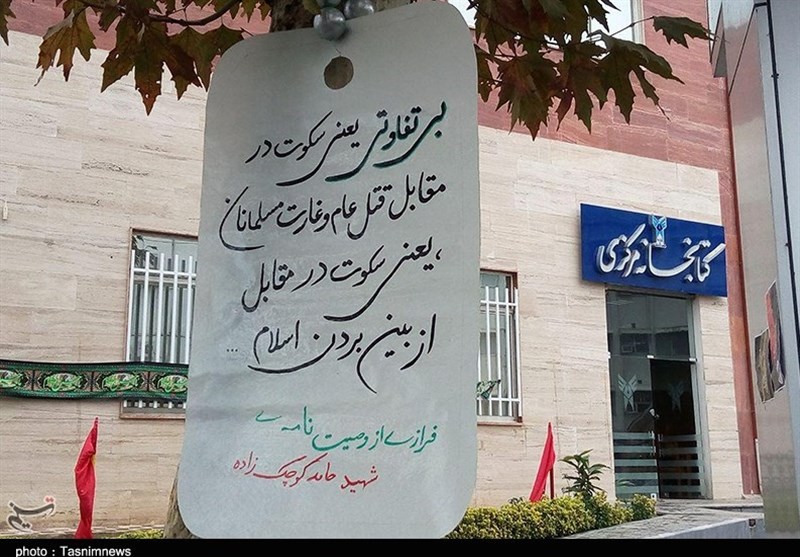 بی تفاوتی یعنی سکوت در
مقابل قتل عام و غارت مسلمانان
، یعنی سکوت در مقابل
از بین بردن اسلام ...
فرازی از وصیت نامه ی
شهید حامد کوچک زاده
کتابخانه مرکزی
تسنیم
photo : Tasnimnews